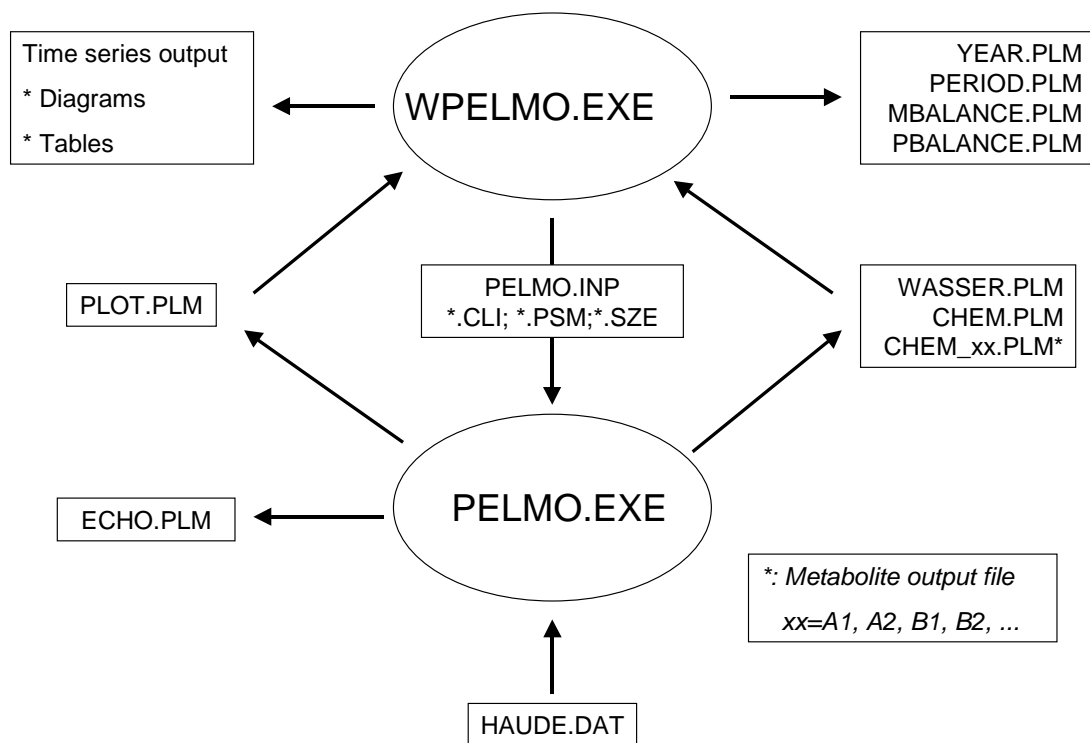 Time series output
* Diagrams
* Tables
WPELMO.EXE
YEAR.PLM
PERIOD.PLM
MBALANCE.PLM
PBALANCE.PLM
PLOT.PLM
PELMO.INP
*.CLI; *.PSM;*.SZE
WASSER.PLM
CHEM.PLM
CHEM_xx.PLM*
ECHO.PLM
PELMO.EXE
*: Metabolite output file
xx=A1, A2, B1, B2, ...
HAUDE.DAT